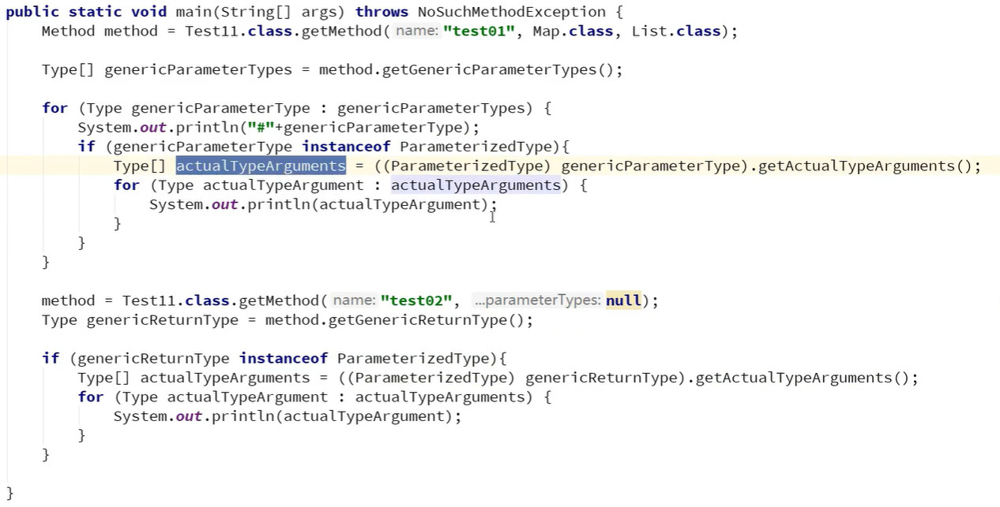 public static void main(String[] args) throws NoSuchMethodException {
Method method = Test11.class.getMethod( name: "test01", Map.class, List.class);
Type[] genericParameterTypes = method.getGenericParameterTypes();
for (Type genericParameterType : genericParameterTypes) {
System.out.println("#"+genericParameterType);
if (genericParameterType instanceof ParameterizedType){
Type[] actualTypeArguments = ((ParameterizedType) genericParameterType).getActualTypeArguments();
for (Type actualTypeArgument : actualTypeArguments) {
System.out.println(actualTypeArgument);
}
}
}
method = Test11.class.getMethod( name: "test02", ...parameterTypes: null);
Type genericReturnType = method.getGenericReturnType();
if (genericReturnType instanceof ParameterizedType){
Type[] actualTypeArguments = ((ParameterizedType) genericReturnType).getActualTypeArguments();
for (Type actualTypeArgument : actualTypeArguments) {
System.out.println(actualTypeArgument);
}
}
}